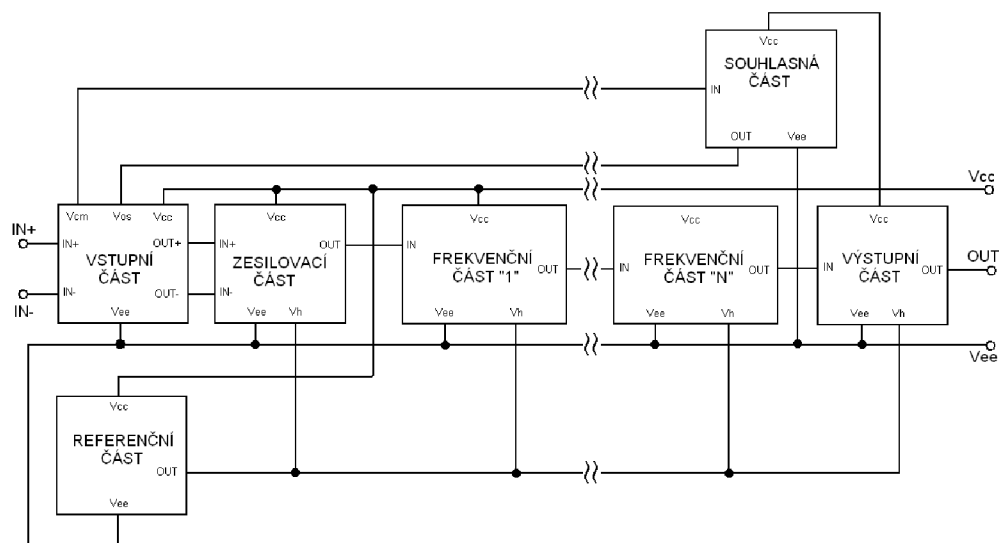 Vcc
SOUHLASNÁ
ČÁST
IN
OUT
Vee
Vcc
IN+
IN-
Vcm
Vos
Vcc
IN+
OUT+
VSTUPNÍ
ČÁST
IN-
OUT-
Vee
Vcc
IN+
OUT
ZESILOVACÍ
ČÁST
IN-
Vee
Vh
Vcc
IN
FREKVENČNÍ
ČÁST "1"
OUT
Vee
Vh
Vcc
FREKVENČNÍ
IN
ČÁST "N"
OUT
Vee
Vh
Vcc
VÝSTUPNÍ
IN
ČÁST
OUT
Vee
Vh
OUT
Vee
Vcc
REFERENČNÍ
ČÁST
OUT
Vee